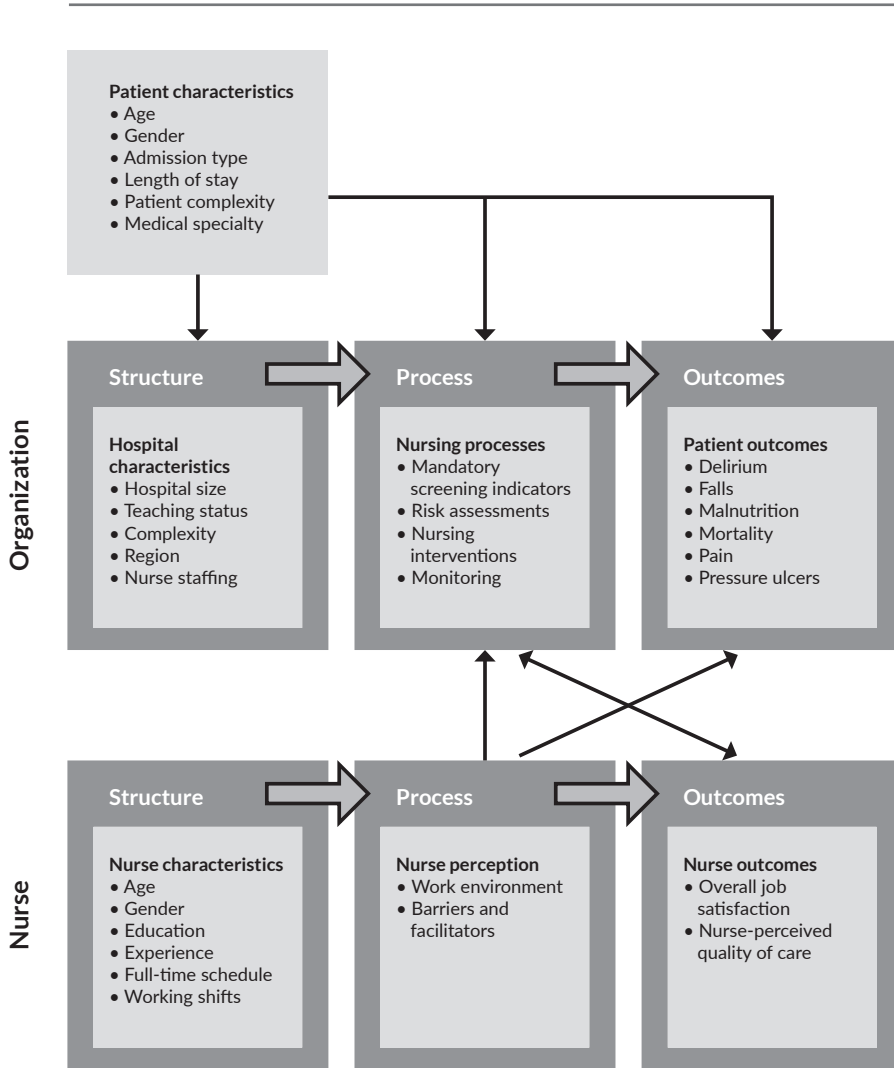 Patient characteristics
• Age
• Gender
• Admission type
• Length of stay
• Patient complexity
• Medical specialty
Organization
Structure
Hospital
characteristics
• Hospital size
• Teaching status
• Complexity
• Region
• Nurse staffing
Process
Nursing processes
• Mandatory
screening indicators
• Risk assessments
• Nursing
interventions
• Monitoring
Outcomes
Patient outcomes
• Delirium
• Falls
• Malnutrition
• Mortality
• Pain
• Pressure ulcers
Nurse
Structure
Nurse characteristics
• Age
• Gender
• Education
• Experience
• Full-time schedule
• Working shifts
Process
Nurse perception
• Work environment
• Barriers and
facilitators
Outcomes
Nurse outcomes
• Overall job
satisfaction
• Nurse-perceived
quality of care